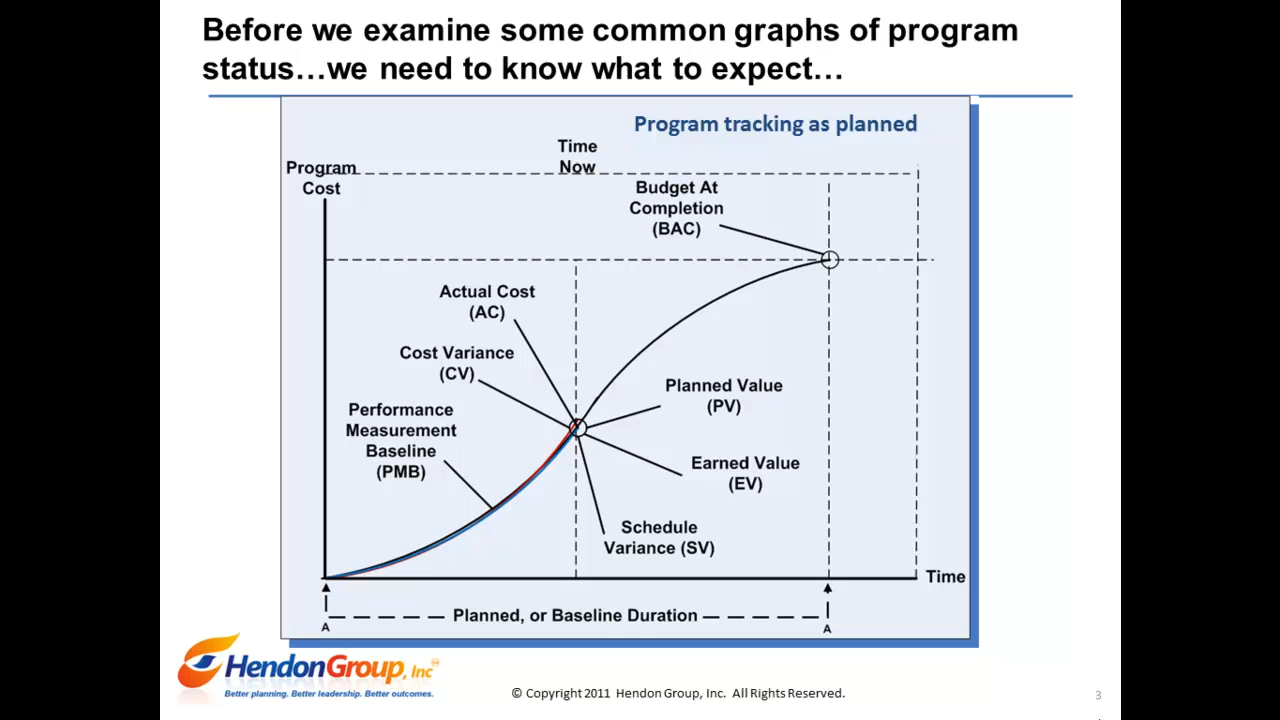 Before we examine some common graphs of program
status…we need to know what to expect…
Program tracking as planned
Time
Now
Program
Cost
Budget At
Completion
(BAC)
Actual Cost
(AC)
Cost Variance
(CV)
Planned Value
(PV)
Performance
Measurement
Baseline
(PMB)
Earned Value
(EV)
Schedule
Variance (SV)
Time
Planned, or Baseline Duration
A
A
HendonGroup, Inc
Better planning. Better leadership. Better outcomes.
© Copyright 2011 Hendon Group, Inc. All Rights Reserved.
3